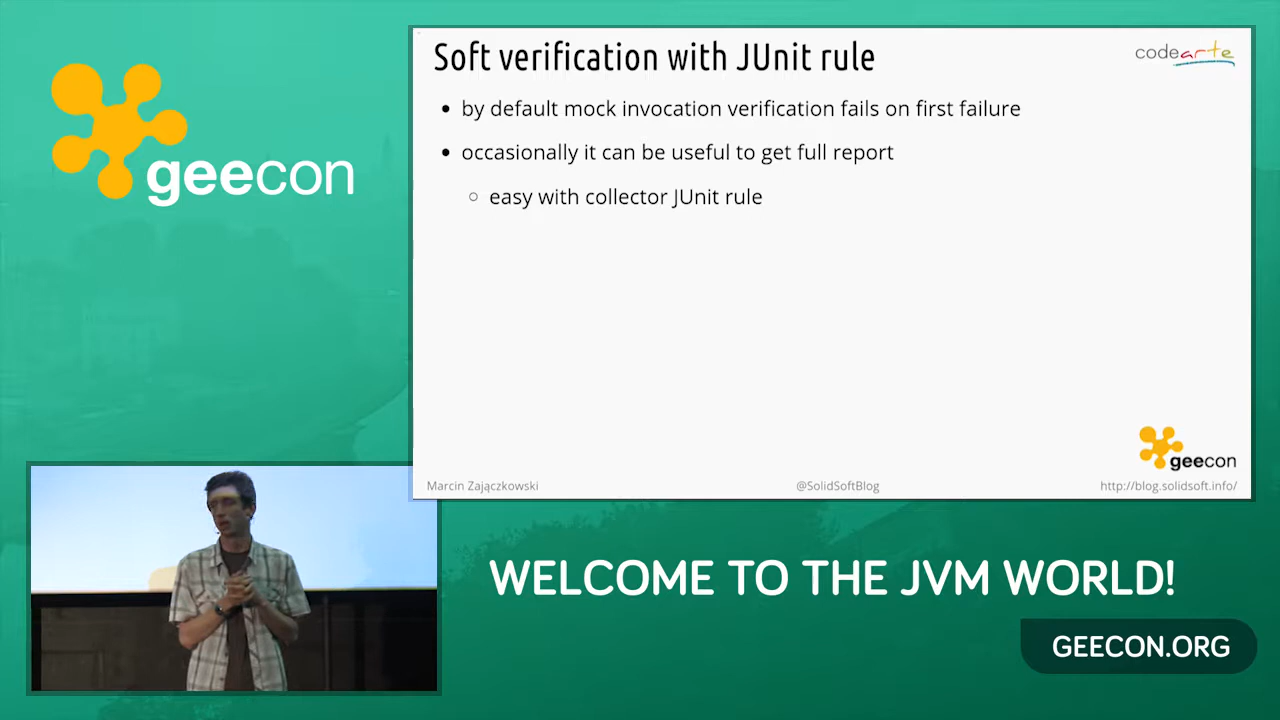 geecon
Soft verification with JUnit rule
codearte
• by default mock invocation verification fails on first failure
• occasionally it can be useful to get full report
○ easy with collector JUnit rule
geecon
Marcin Zajączkowski
@SolidSoftBlog
http://blog.solidsoft.info/
WELCOME TO THE JVM WORLD!
GEECON.ORG